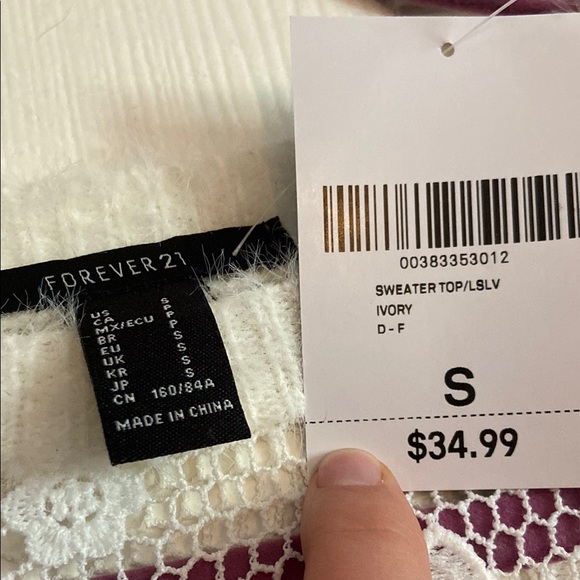 FOREVER 21
US S
CA P
MX/ECU P
BR P
EU S
UK S
KR S
JP S
CN 160/84A
MADE IN CHINA
00383353012
SWEATER TOP/LSLV
IVORY
D - F
S
$34.99